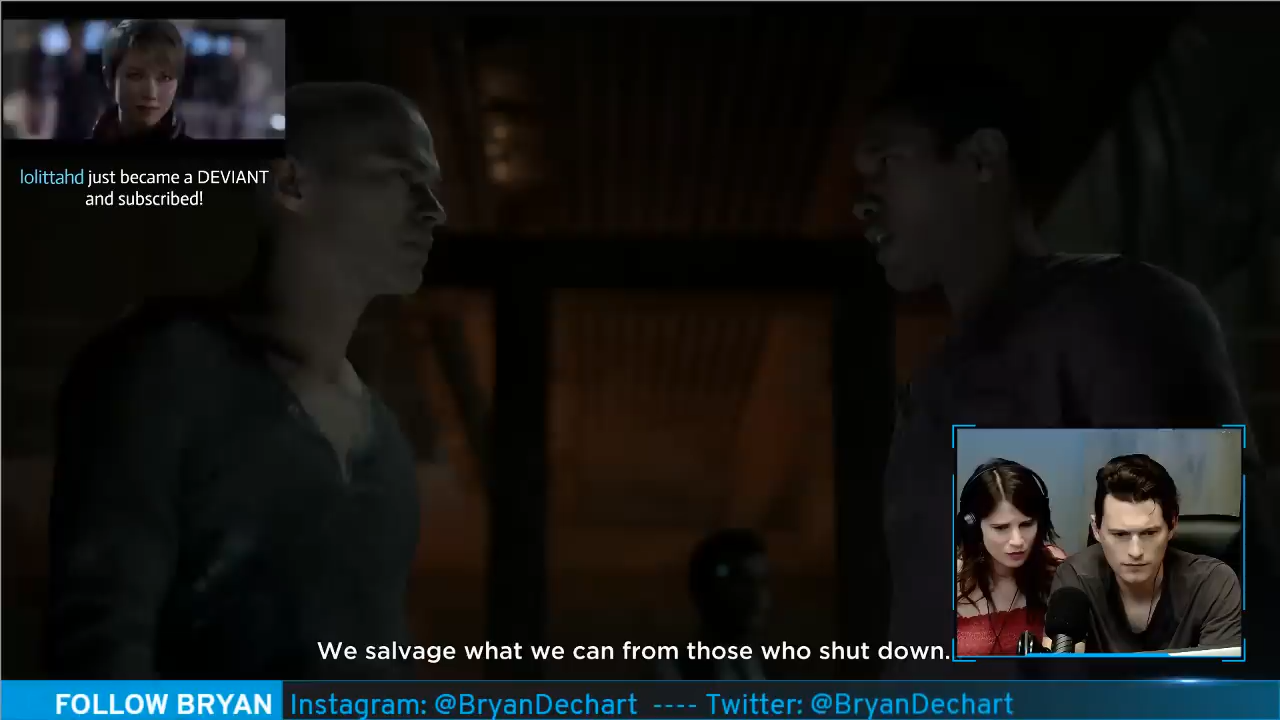 lolittahd just became a DEVIANT
and subscribed!
We salvage what we can from those who shut down.
FOLLOW BRYAN Instagram: @BryanDechart ---- Twitter: @BryanDechart